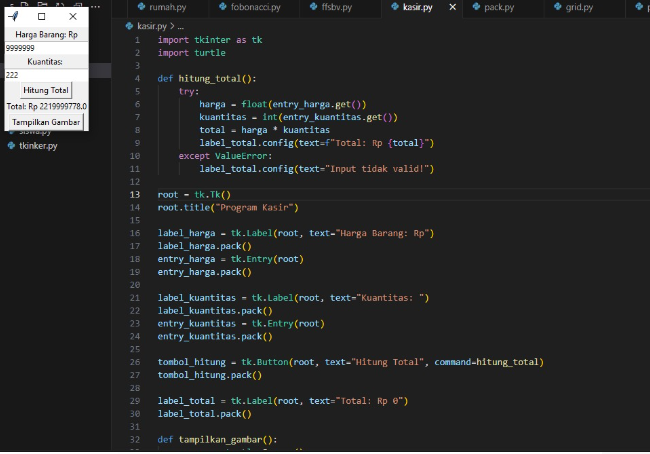 rumah.py
fobonacci.py
ffsbv.py
kasir.py
pack.py
grid.py
kasir.py > ...
Harga Barang: Rp
9999999
Kuantitas:
222
Hitung Total
Total: Rp 2219999778.0
Tampilkan Gambar
siswa.py
tkinker.py
1 import tkinter as tk
2 import turtle
3
4 def hitung_total():
5     try:
6         harga = float(entry_harga.get())
7         kuantitas = int(entry_kuantitas.get())
8         total = harga * kuantitas
9         label_total.config(text=f"Total: Rp {total}")
10     except ValueError:
11         label_total.config(text="Input tidak valid!")
12
13 root = tk.Tk()
14 root.title("Program Kasir")
15
16 label_harga = tk.Label(root, text="Harga Barang: Rp")
17 label_harga.pack()
18 entry_harga = tk.Entry(root)
19 entry_harga.pack()
20
21 label_kuantitas = tk.Label(root, text="Kuantitas: ")
22 label_kuantitas.pack()
23 entry_kuantitas = tk.Entry(root)
24 entry_kuantitas.pack()
25
26 tombol_hitung = tk.Button(root, text="Hitung Total", command=hitung_total)
27 tombol_hitung.pack()
28
29 label_total = tk.Label(root, text="Total: Rp 0")
30 label_total.pack()
31
32 def tampilkan_gambar():